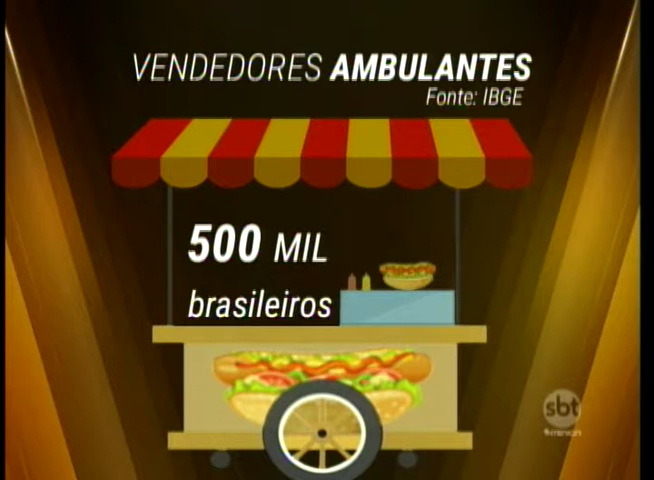 VENDEDORES AMBULANTES
Fonte: IBGE
500 MIL
brasileiros
sbt